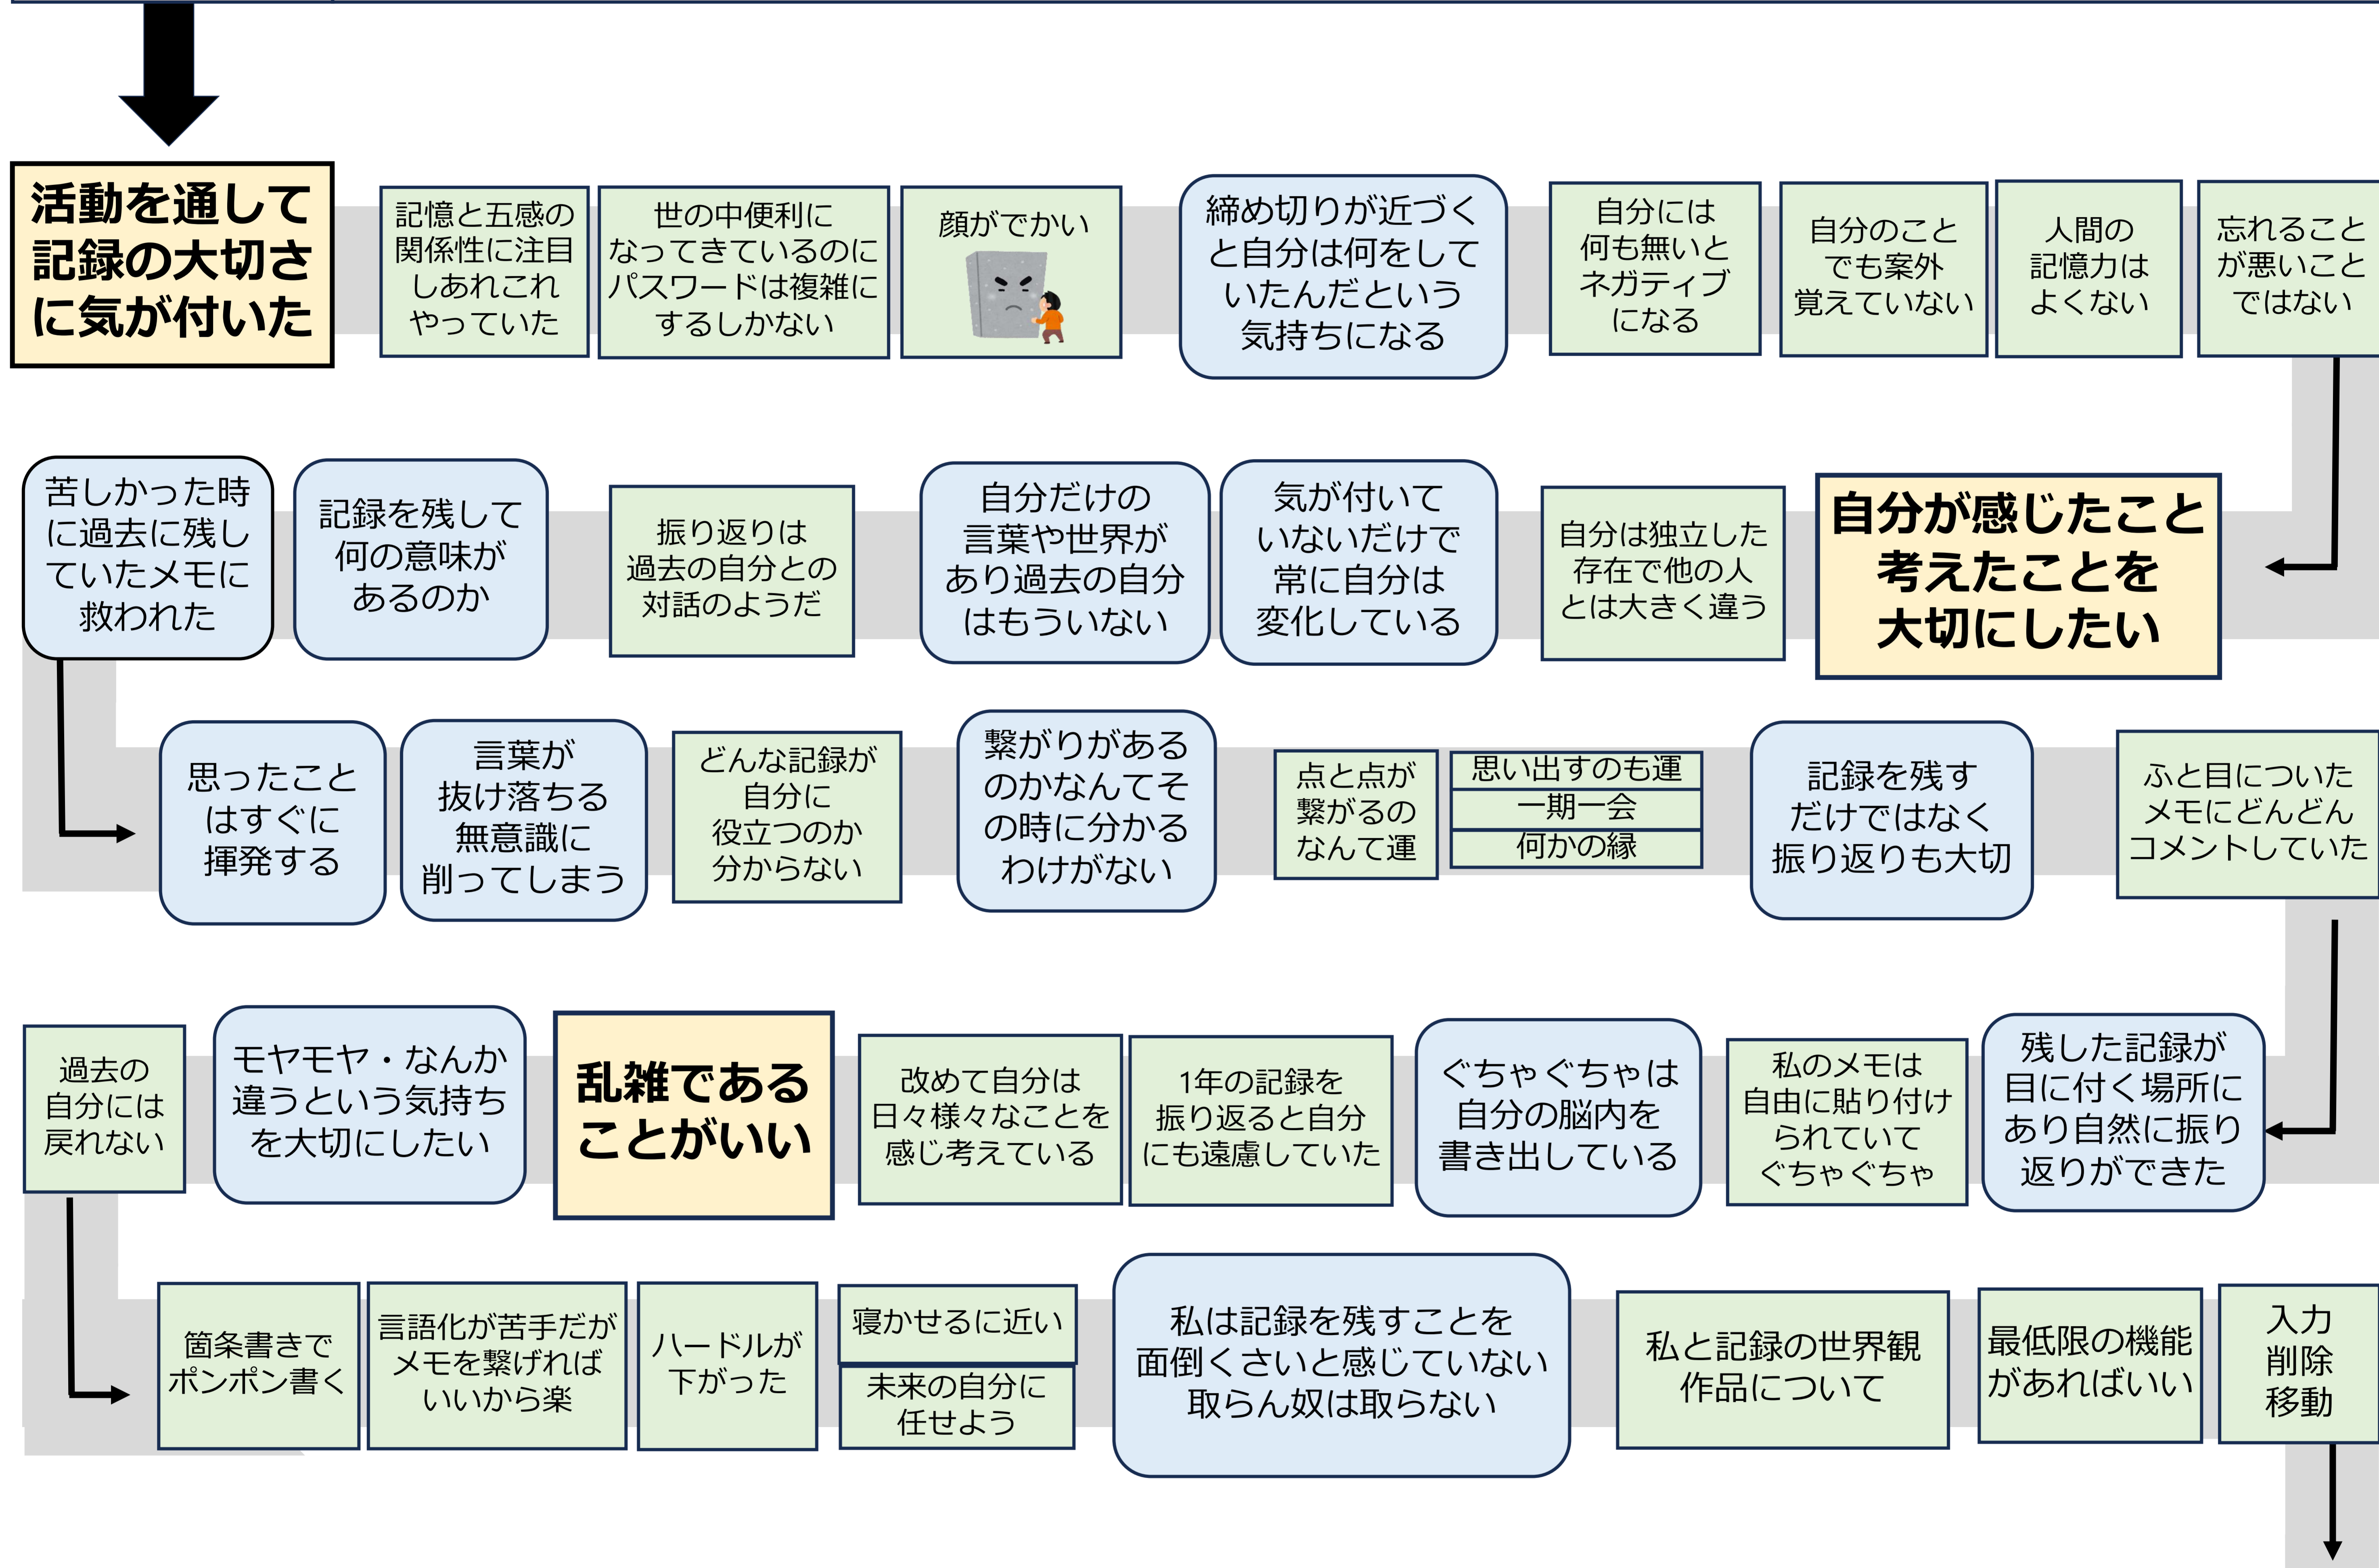 活動を通して
記録の大切さ
に気が付いた
記憶と五感の
関係性に注目
しあれこれ
やっていた
世の中便利に
なってきているのに
パスワードは複雑に
するしかない
顔がでかい
締め切りが近づく
と自分は何をして
いたんだという
気持ちになる
自分には
何も無いと
ネガティブ
になる
自分のこと
でも案外
覚えていない
人間の
記憶力は
よくない
忘れること
が悪いこと
ではない
自分が感じたこと
考えたことを
大切にしたい
自分は独立した
存在で他の人
とは大きく違う
気が付いて
いないだけで
常に自分は
変化している
自分だけの
言葉や世界が
あり過去の自分
はもういない
振り返りは
過去の自分との
対話のようだ
記録を残して
何の意味が
あるのか
苦しかった時
に過去に残し
ていたメモに
救われた
思ったこと
はすぐに
揮発する
言葉が
抜け落ちる
無意識に
削ってしまう
どんな記録が
自分に
役立つのか
分からない
繋がりがある
のかなんてそ
の時に分かる
わけがない
点と点が
繋がるの
なんて運
思い出すのも運
一期一会
何かの縁
記録を残す
だけではなく
振り返りも大切
ふと目についた
メモにどんどん
コメントしていた
残した記録が
目に付く場所に
あり自然に振り
返りができた
私のメモは
自由に貼り付け
られていて
ぐちゃぐちゃ
ぐちゃぐちゃは
自分の脳内を
書き出している
1年の記録を
振り返ると自分
にも遠慮していた
改めて自分は
日々様々なことを
感じ考えている
乱雑である
ことがいい
モヤモヤ・なんか
違うという気持ち
を大切にしたい
過去の
自分には
戻れない
箇条書きで
ポンポン書く
言語化が苦手だが
メモを繋げれば
いいから楽
ハードルが
下がった
寝かせるに近い
未来の自分に
任せよう
私は記録を残すことを
面倒くさいと感じていない
取らん奴は取らない
私と記録の世界観
作品について
最低限の機能
があればいい
入力
削除
移動